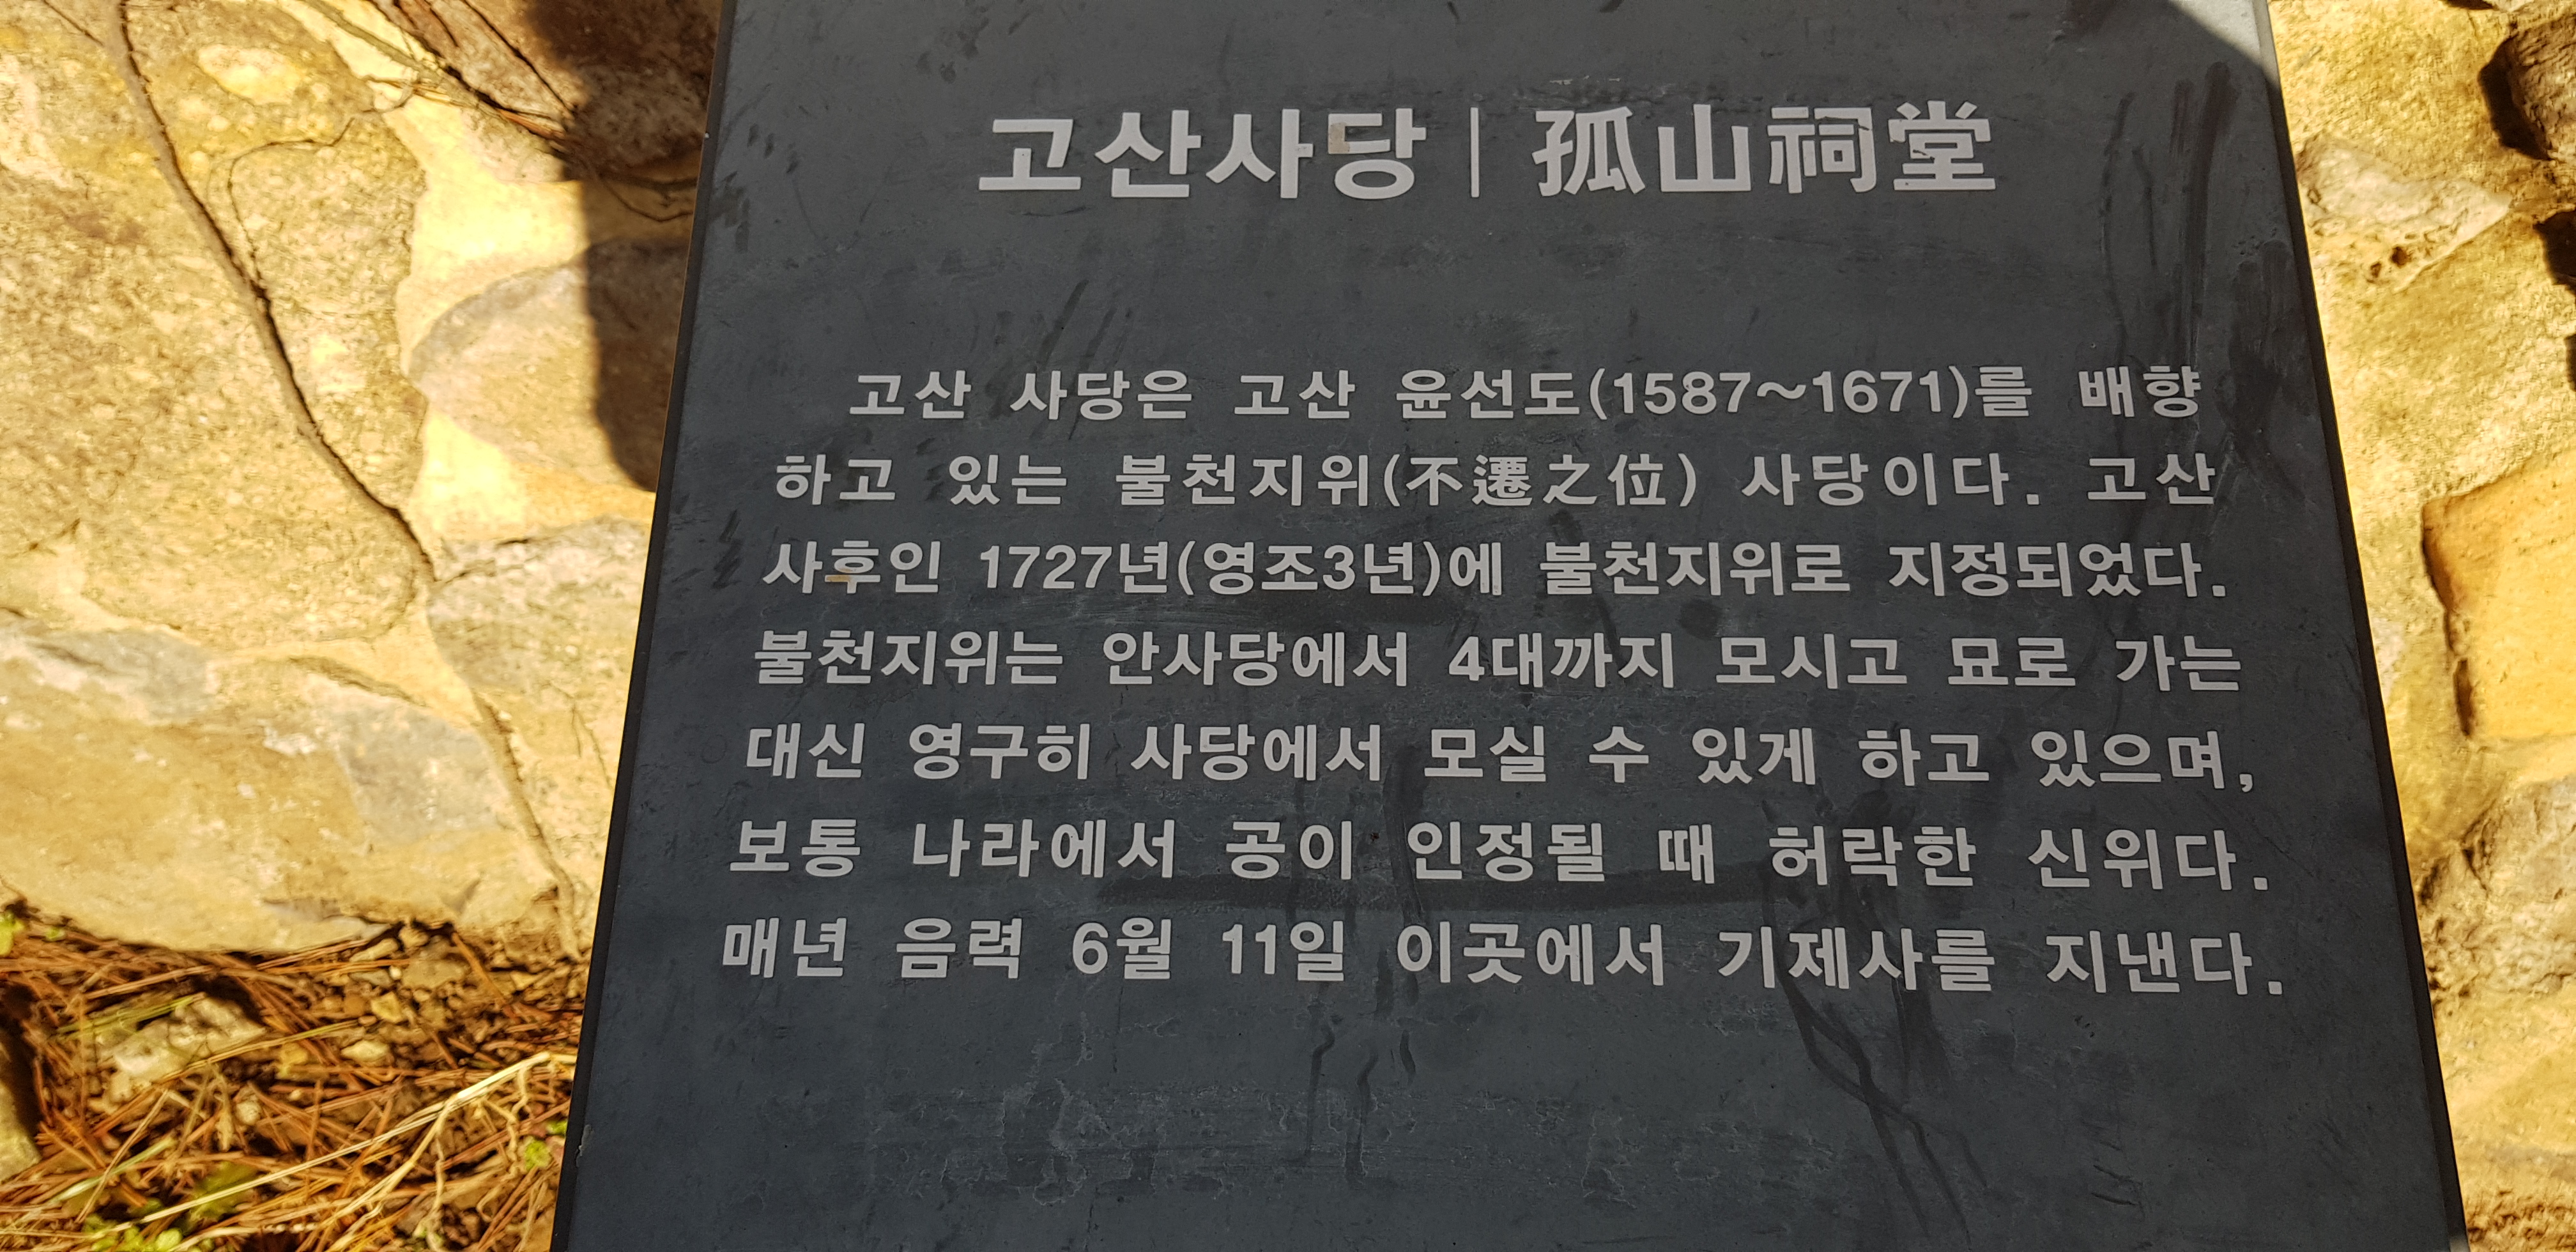 고산사당 | 孤山祠堂
고산 사당은 고산 윤선도(1587~1671)를 배향
하고 있는 불천지위(不遷之位) 사당이다. 고산
사후인 1727년(영조3년)에 불천지위로 지정되었다.
불천지위는 안사당에서 4대까지 모시고 묘로 가는
대신 영구히 사당에서 모실 수 있게 하고 있으며,
보통 나라에서 공이 인정될 때 허락한 신위다.
매년 음력 6월 11일 이곳에서 기제사를 지낸다.